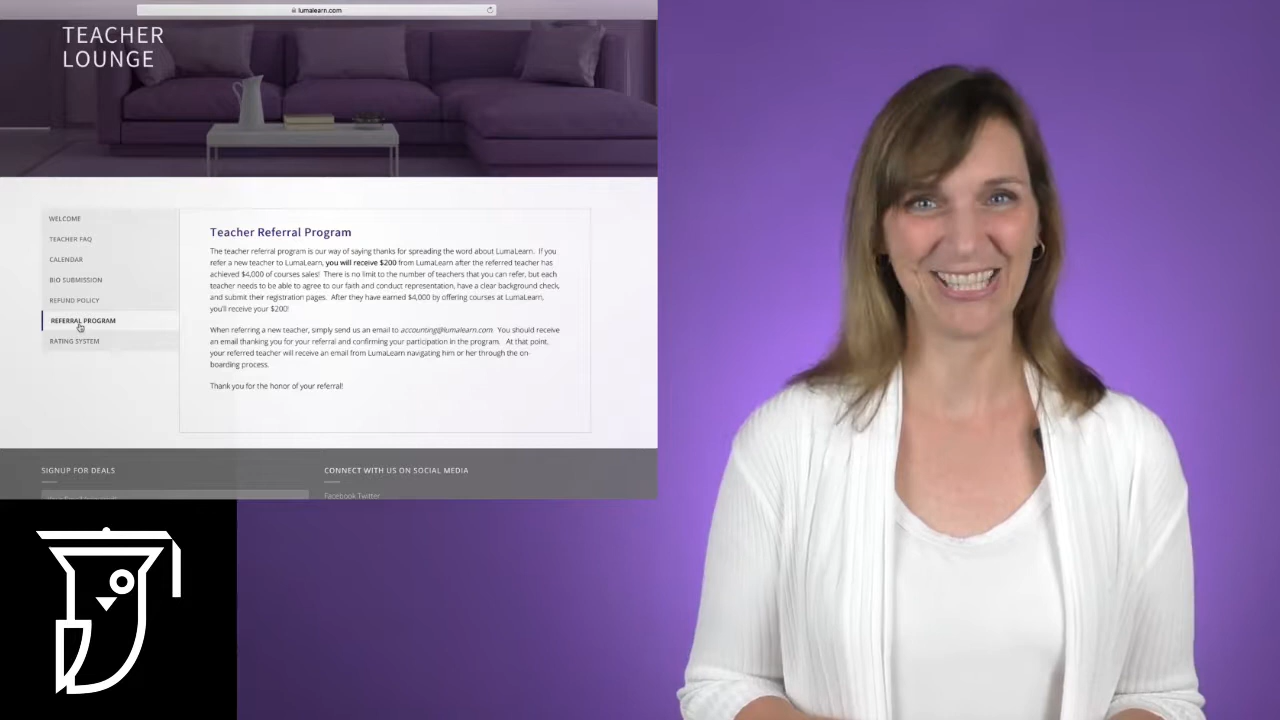 lumalearn.com
TEACHER
LOUNGE
WELCOME
TEACHER FAQ
CALENDAR
BIO SUBMISSION
REFUND POLICY
REFERRAL PROGRAM
RATING SYSTEM
Teacher Referral Program
The teacher referral program is our way of saying thanks for spreading the word about LumaLearn. If you
refer a new teacher to LumaLearn, you will receive $200 from LumaLearn after the referred teacher has
achieved $4,000 of courses sales! There is no limit to the number of teachers that you can refer, but each
teacher needs to be able to agree to our faith and conduct representation, have a clear background check,
and submit their registration pages. After they have earned $4,000 by offering courses at LumaLearn,
you'll receive your $200!
When referring a new teacher, simply send us an email to accounting@lumalearn.com. You should receive
an email thanking you for your referral and confirming your participation in the program. At that point,
your referred teacher will receive an email from LumaLearn navigating him or her through the on-
boarding process.
Thank you for the honor of your referral!
SIGNUP FOR DEALS
CONNECT WITH US ON SOCIAL MEDIA
Facebook Twitter